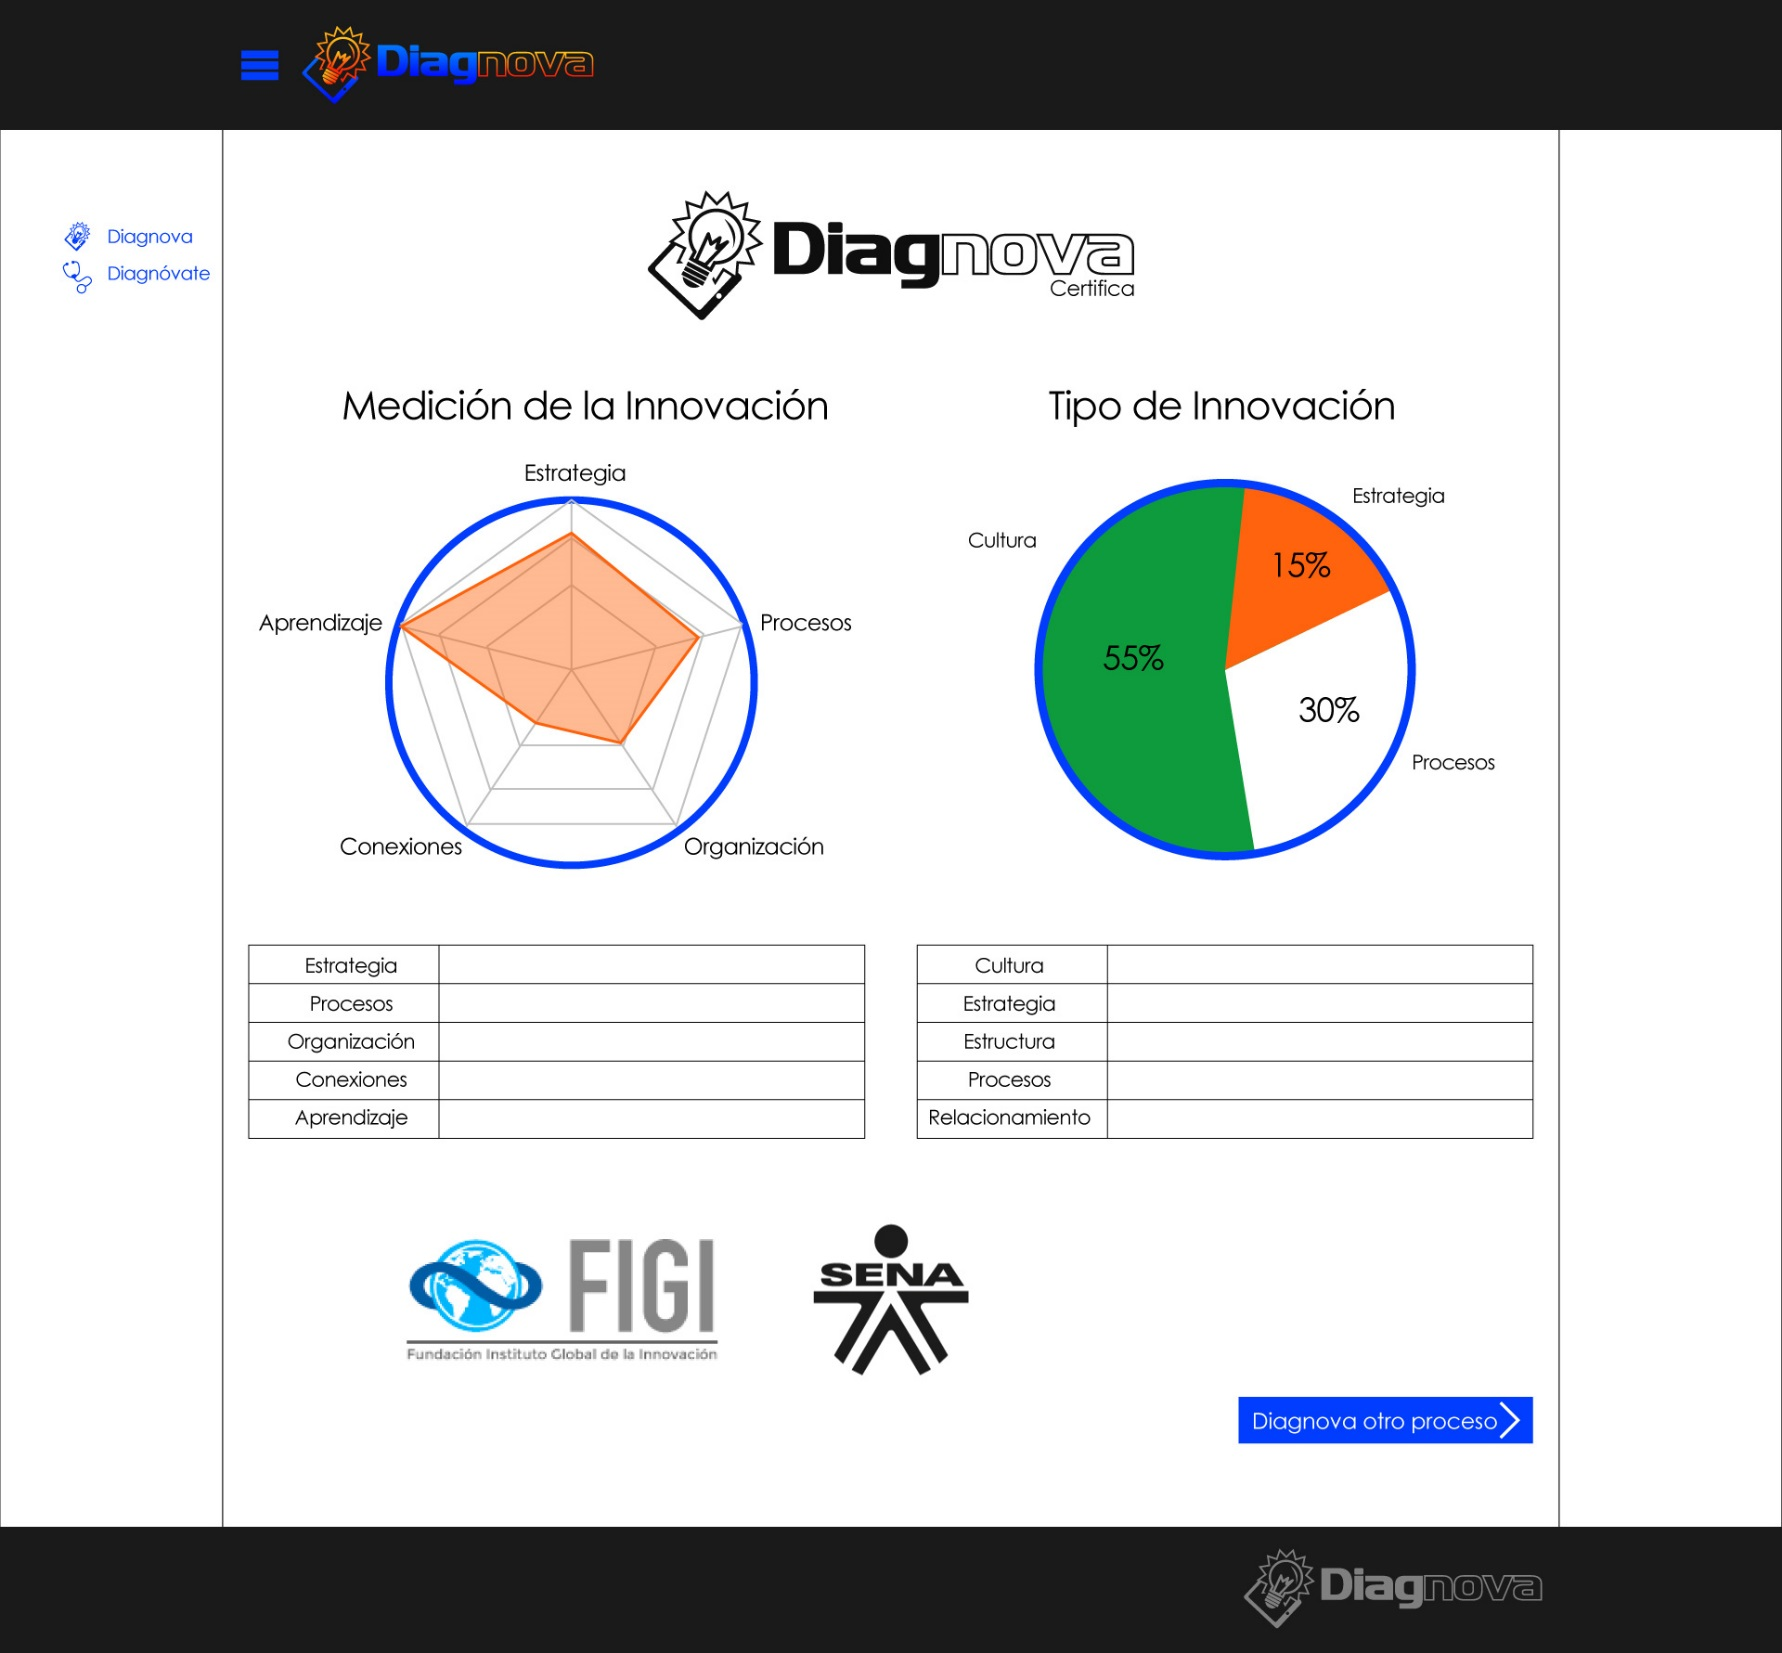 Diagnova
Diagnova
Diagnóvate
Diagnova
Certifica
Medición de la Innovación
Estrategia
Aprendizaje
Procesos
Conexiones
Organización
Tipo de Innovación
Estrategia
Cultura
15%
55%
30%
Procesos
Estrategia
Procesos
Organización
Conexiones
Aprendizaje
Cultura
Estrategia
Estructura
Procesos
Relacionamiento
FIGI
Fundación Instituto Global de la Innovación
SENA
Diagnova otro proceso
Diagnova